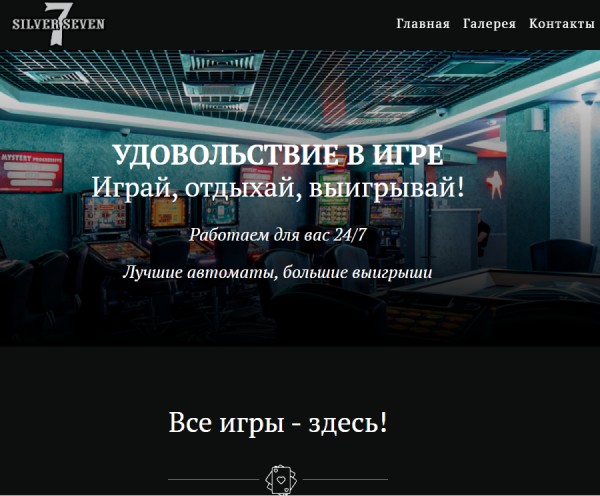 7
SILVER SEVEN
Главная Галерея Контакты
MYSTERY PROGRESSIVE
УДОВОЛЬСТВИЕ В ИГРЕ
Играй, отдыхай, выигрывай!
Работаем для вас 24/7
Лучшие автоматы, большие выигрыши
Все игры - здесь!